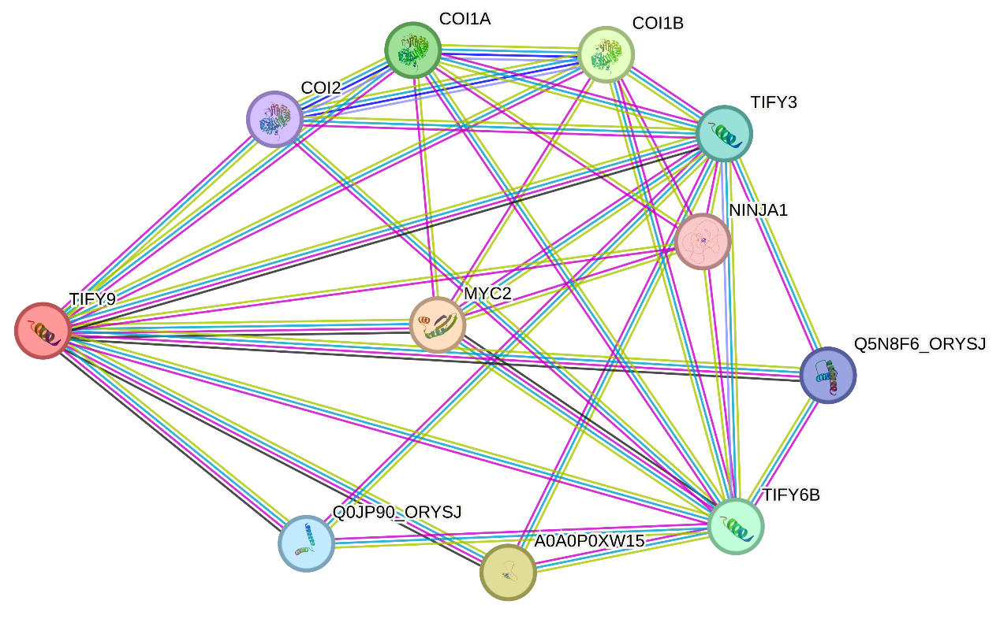 COI1A
COI1B
COI2
TIFY3
NINJA1
TIFY9
MYC2
Q5N8F6_ORYSJ
TIFY6B
Q0JP90_ORYSJ
A0A0P0XW15